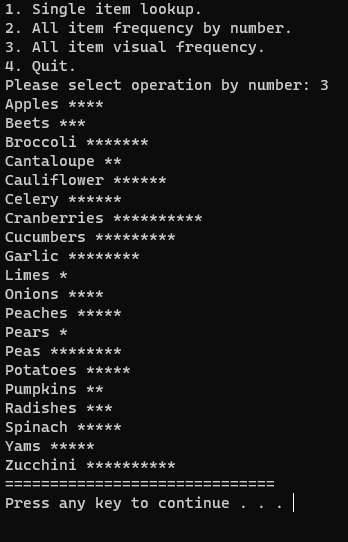 1. Single item lookup.
2. All item frequency by number.
3. All item visual frequency.
4. Quit.
Please select operation by number: 3
Apples ****
Beets ***
Broccoli *******
Cantaloupe **
Cauliflower ******
Celery ******
Cranberries **********
Cucumbers *********
Garlic ********
Limes *
Onions ****
Peaches *****
Pears *
Peas ********
Potatoes *****
Pumpkins **
Radishes ***
Spinach *****
Yams *****
Zucchini **********
==============================
Press any key to continue . . .